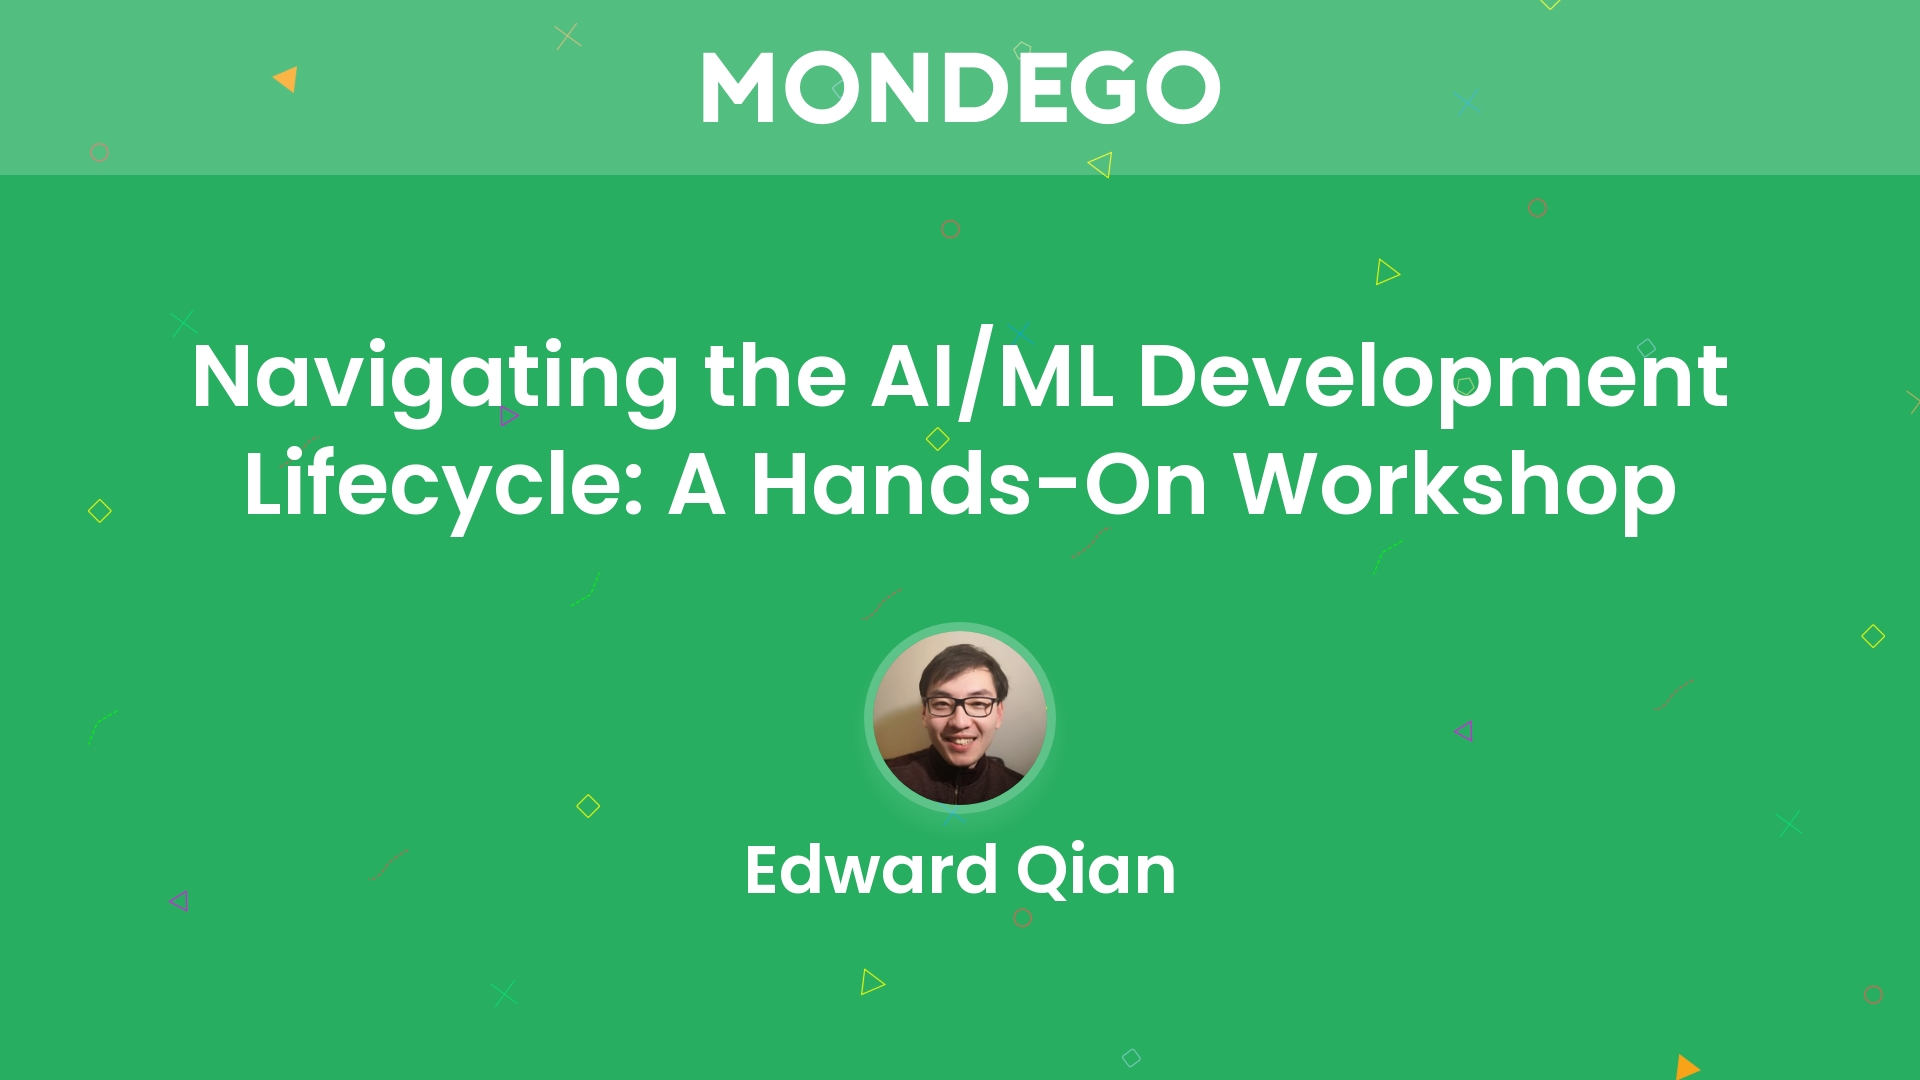 MONDEGO
Navigating the AI/ML Development
Lifecycle: A Hands-On Workshop
Edward Qian